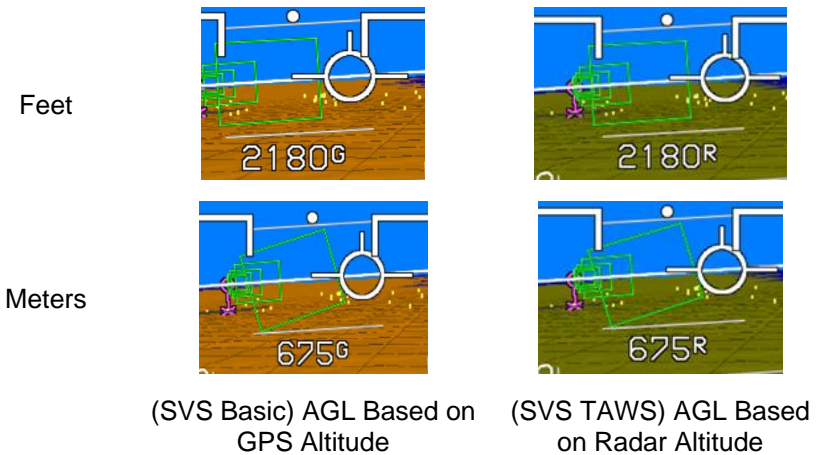 Feet
2180G
2180R
Meters
675G
675R
(SVS Basic) AGL Based on
GPS Altitude
(SVS TAWS) AGL Based
on Radar Altitude